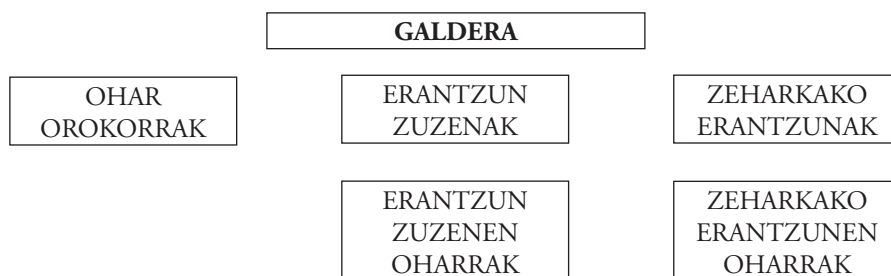 GALDERA
OHAR
OROKORRAK
ERANTZUN
ZUZENAK
ZEHARKAKO
ERANTZUNAK
ERANTZUN
ZUZENEN
OHARRAK
ZEHARKAKO
ERANTZUNEN
OHARRAK